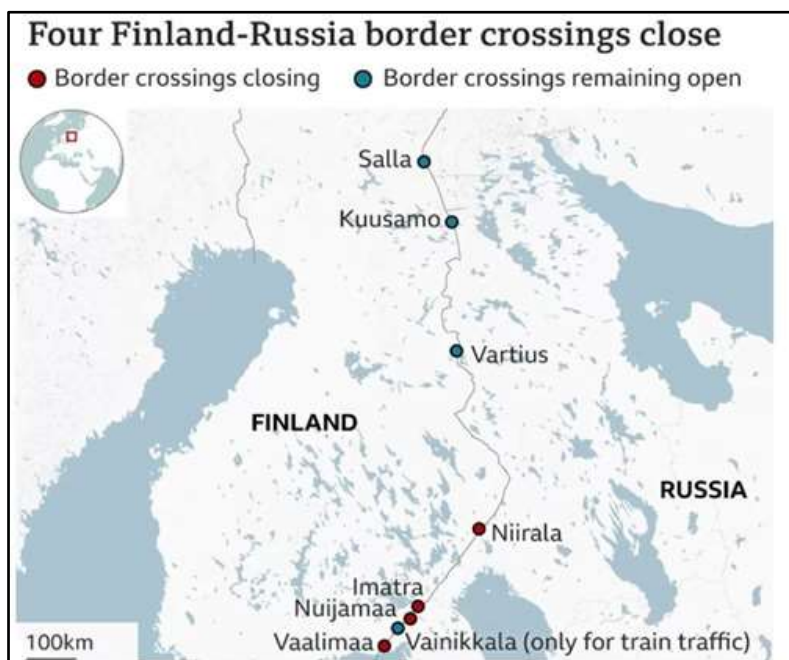 Four Finland-Russia border crossings close
Border crossings closing
Border crossings remaining open
Salla
Kuusamo
Vartius
FINLAND
RUSSIA
Niirala
Imatra
Nuijamaa
Vaalimaa
Vainikkala (only for train traffic)
100km